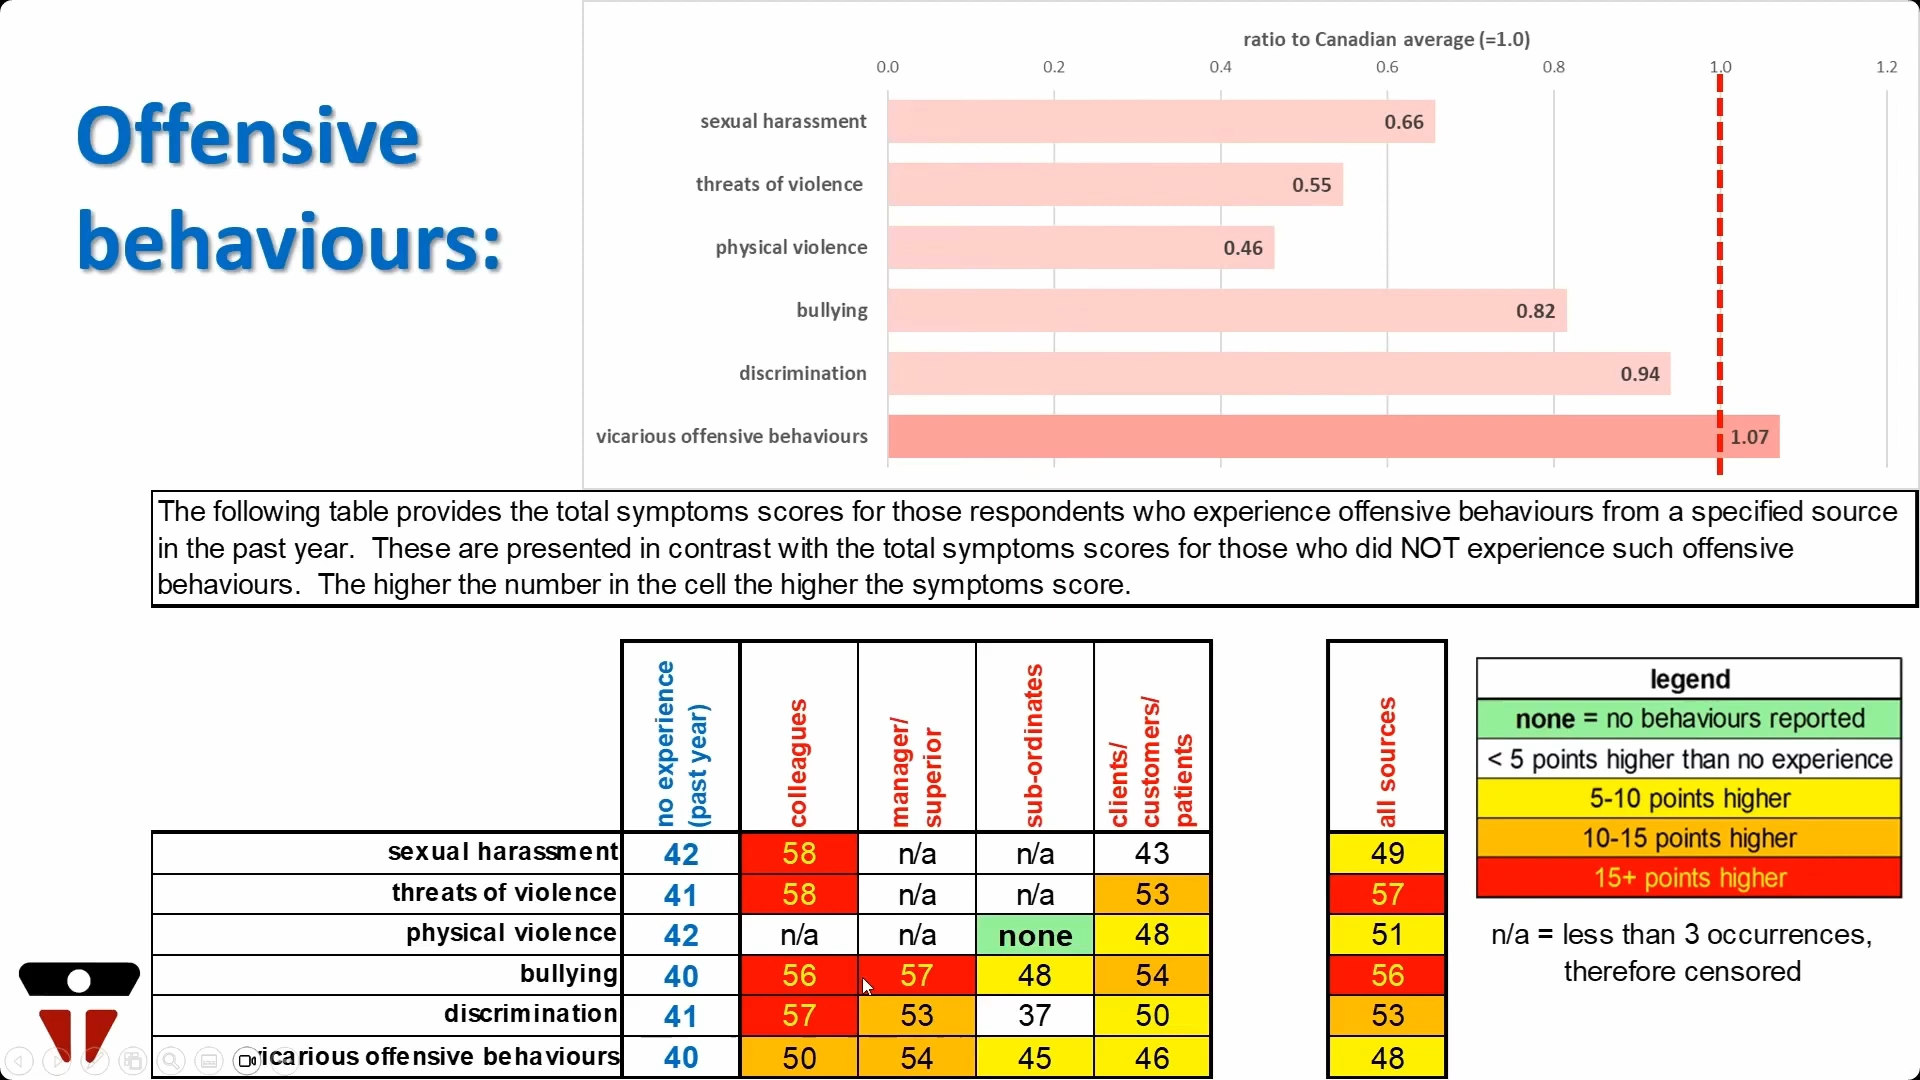 Offensive
behaviours:
ratio to Canadian average (=1.0)
0.0 0.2 0.4 0.6 0.8 1.0 1.2
sexual harassment 0.66
threats of violence 0.55
physical violence 0.46
bullying 0.82
discrimination 0.94
vicarious offensive behaviours 1.07
The following table provides the total symptoms scores for those respondents who experience offensive behaviours from a specified source
in the past year. These are presented in contrast with the total symptoms scores for those who did NOT experience such offensive
behaviours. The higher the number in the cell the higher the symptoms score.
no experience
(past year)
colleagues
manager/
superior
sub-ordinates
clients/
customers/
patients
all sources
sexual harassment 42 58 n/a n/a 43 49
threats of violence 41 58 n/a n/a 53 57
physical violence 42 n/a n/a none 48 51
bullying 40 56 57 48 54 56
discrimination 41 57 53 37 50 53
vicarious offensive behaviours 40 50 54 45 46 48
legend
none = no behaviours reported
< 5 points higher than no experience
5-10 points higher
10-15 points higher
15+ points higher
n/a = less than 3 occurrences,
therefore censored